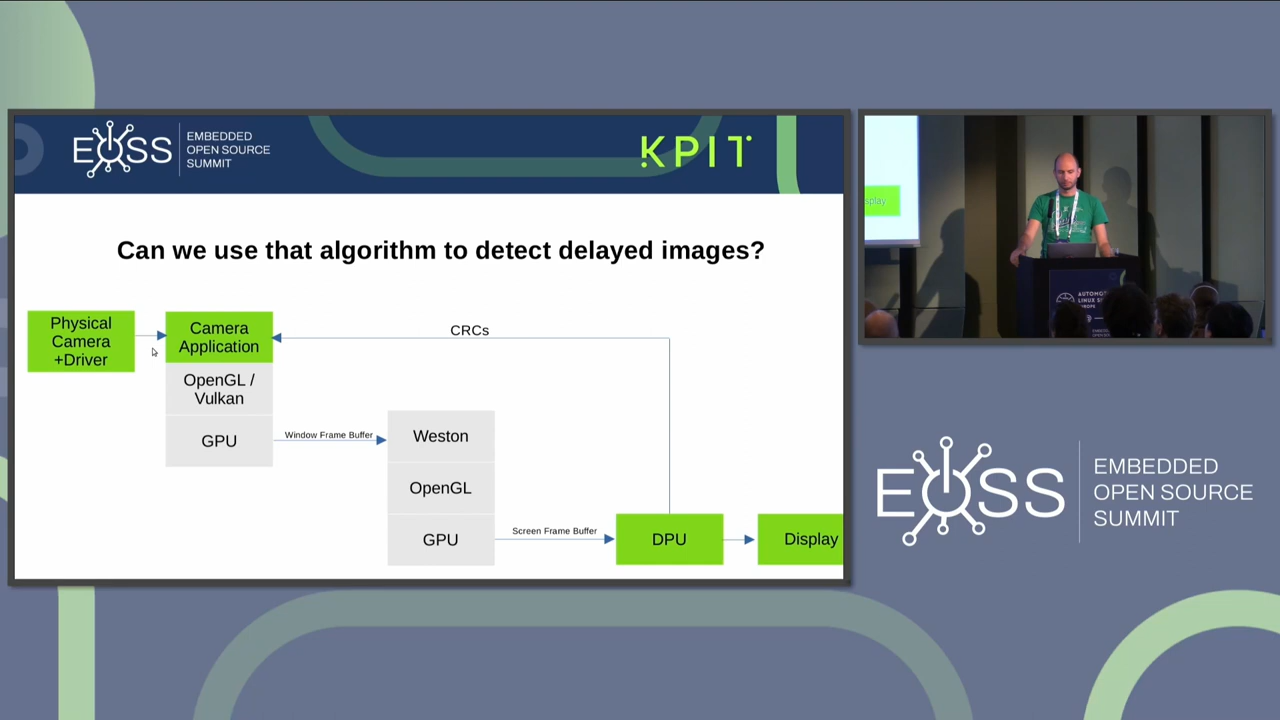 EOSS
EMBEDDED
OPEN SOURCE
SUMMIT
KPIT
Can we use that algorithm to detect delayed images?
Physical
Camera
+Driver
Camera
Application
CRCs
OpenGL /
Vulkan
GPU
Window Frame Buffer
Weston
OpenGL
GPU
Screen Frame Buffer
DPU
Display
splay
LINUX
EOSS
EMBEDDED
OPEN SOURCE
SUMMIT